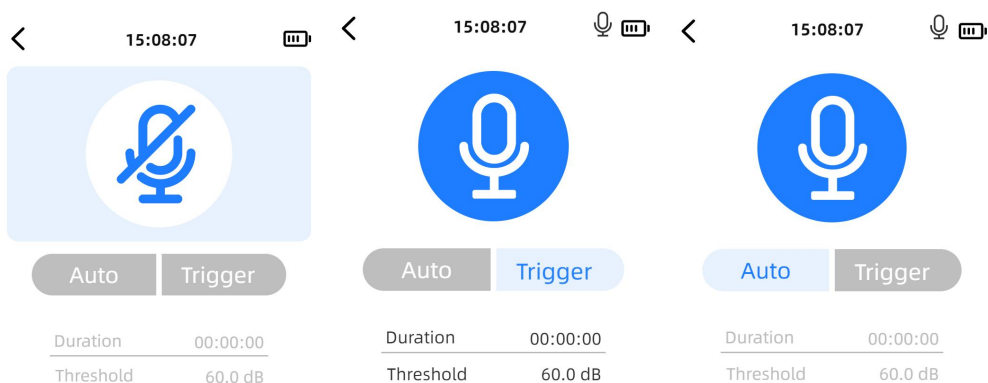 15:08:07
Auto Trigger
Duration 00:00:00
Threshold 60.0 dB
15:08:07
Auto Trigger
Duration 00:00:00
Threshold 60.0 dB
15:08:07
Auto Trigger
Duration 00:00:00
Threshold 60.0 dB